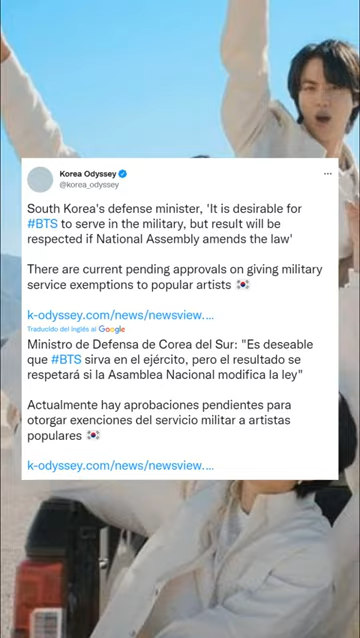 Korea Odyssey
@korea_odyssey
South Korea's defense minister, 'It is desirable for
#BTS to serve in the military, but result will be
respected if National Assembly amends the law'
There are current pending approvals on giving military
service exemptions to popular artists 🇰🇷
k-odyssey.com/news/newsview....
Traducido del inglés al Google
Ministro de Defensa de Corea del Sur: "Es deseable
que #BTS sirva en el ejército, pero el resultado se
respetará si la Asamblea Nacional modifica la ley"
Actualmente hay aprobaciones pendientes para
otorgar exenciones del servicio militar a artistas
populares 🇰🇷
k-odyssey.com/news/newsview....